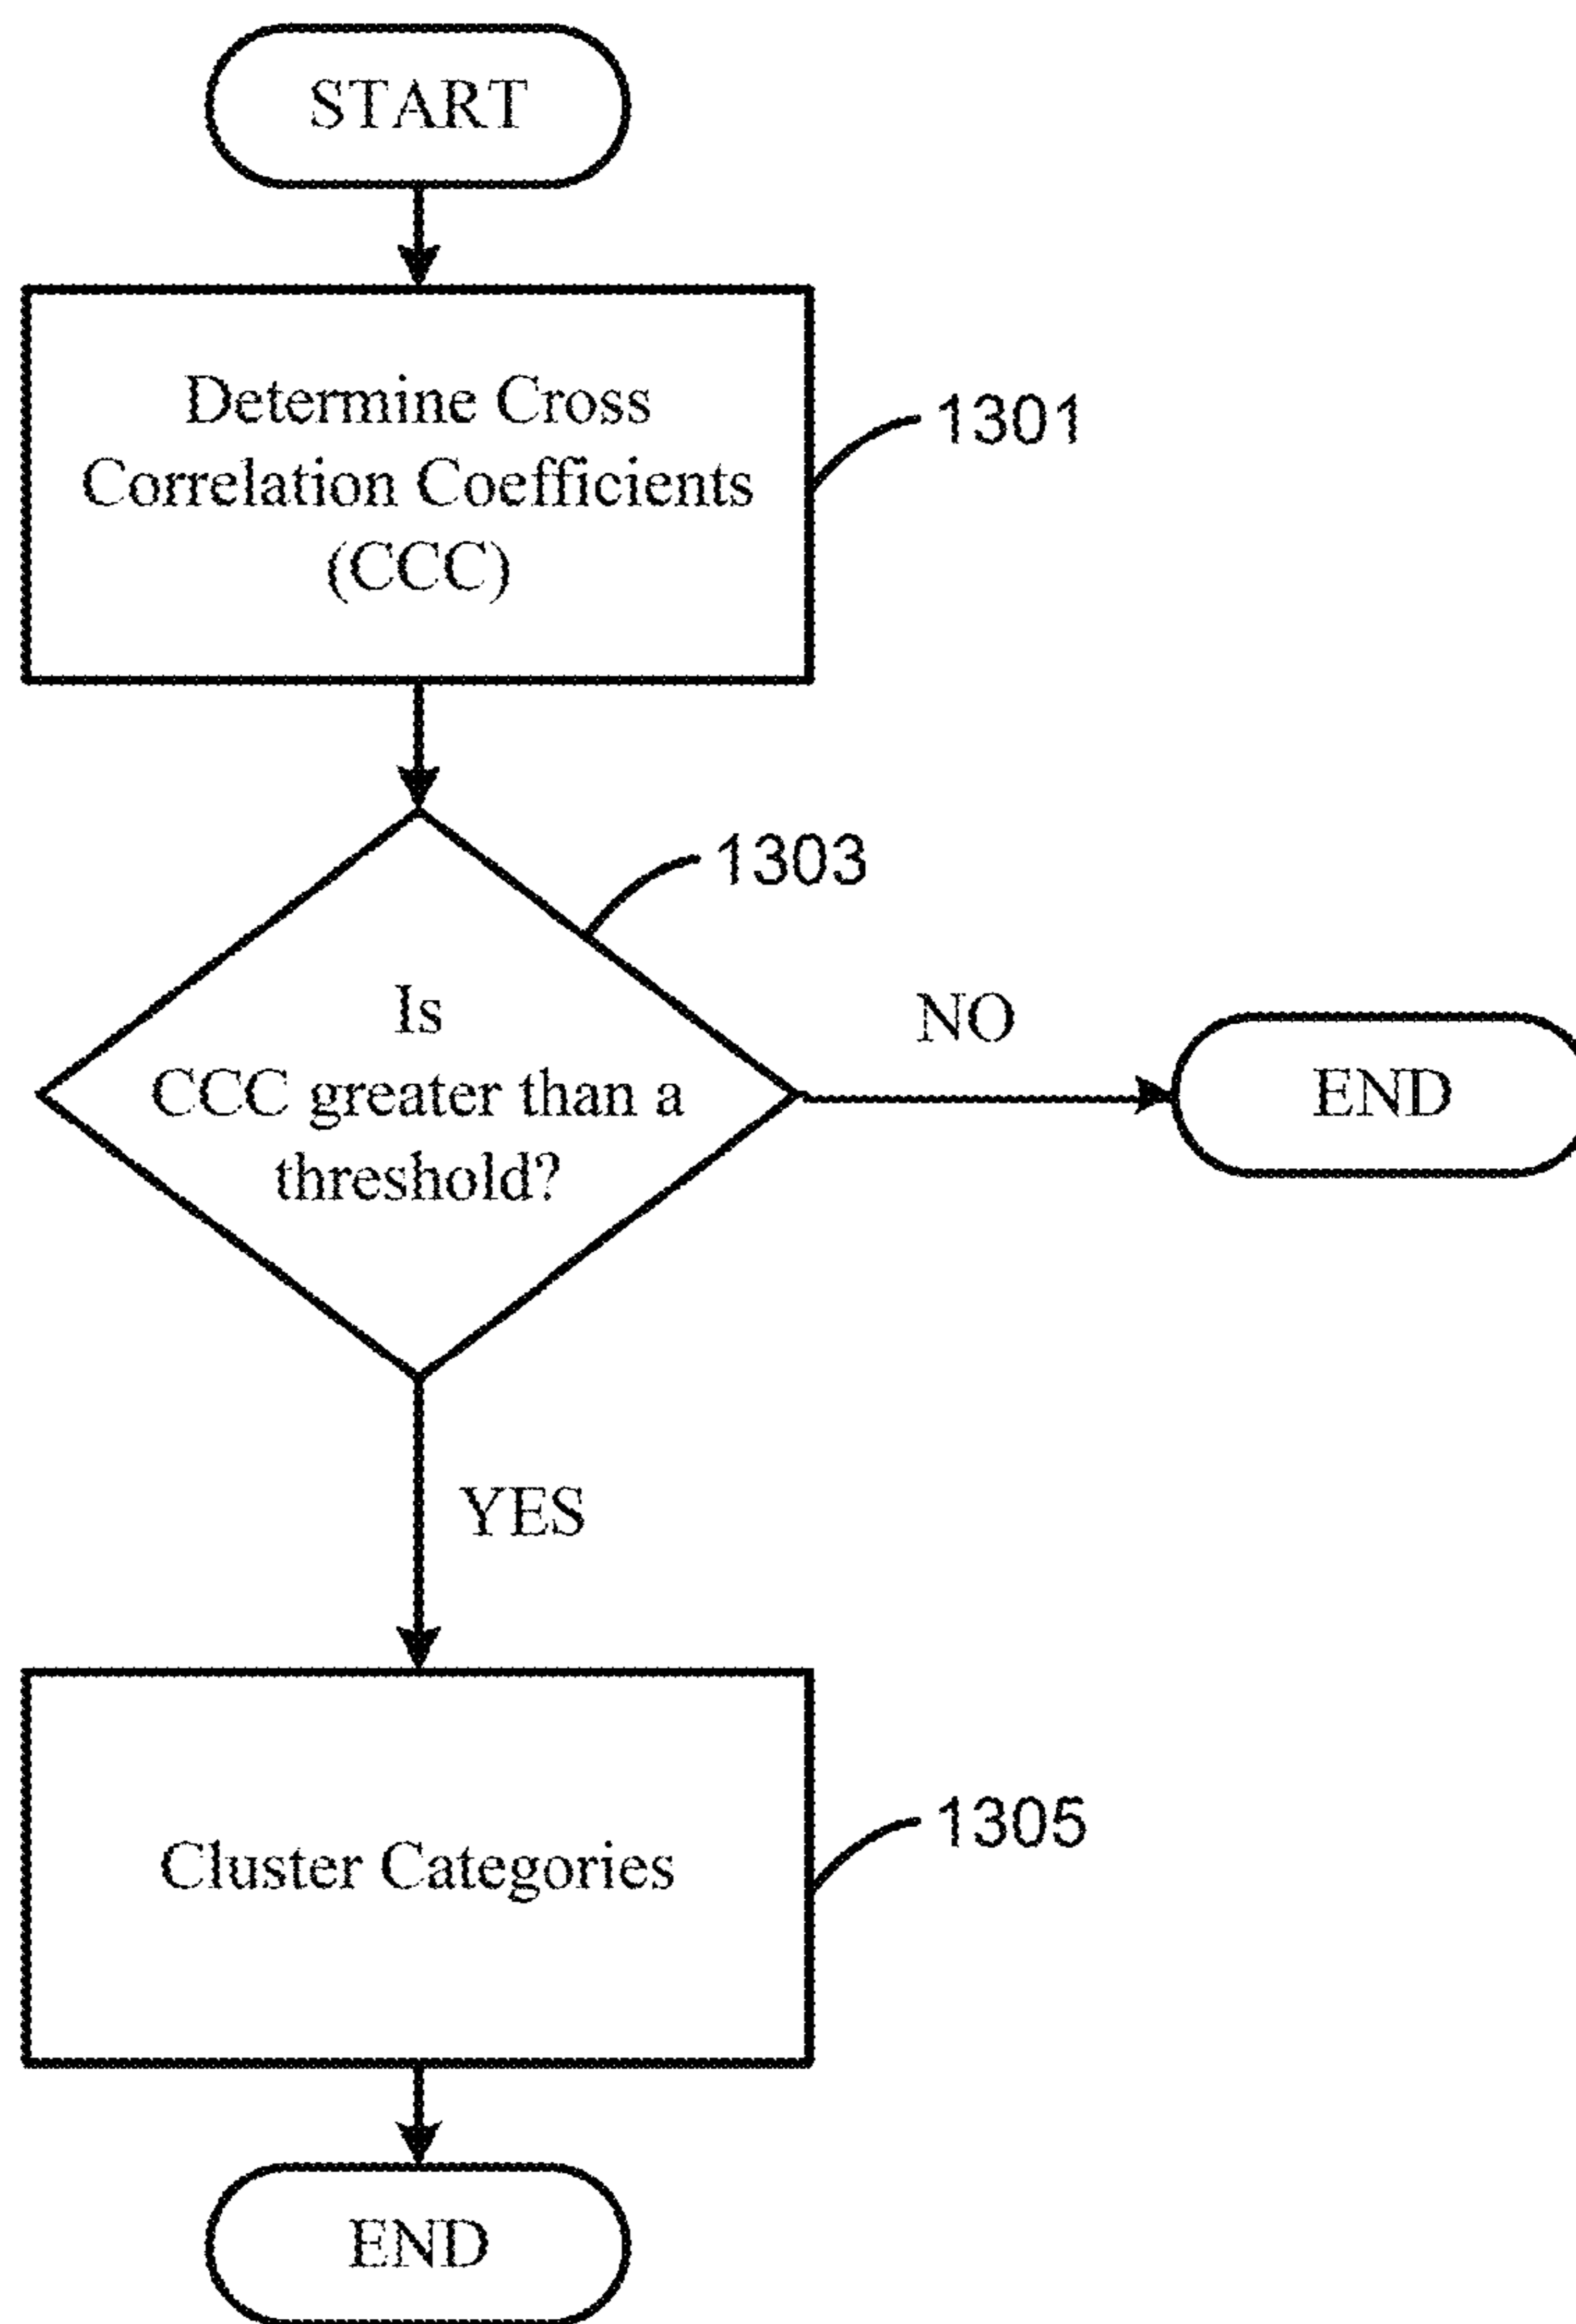 START
Determine Cross
Correlation Coefficients
(CCC)
1301
1303
Is
CCC greater than a
threshold?
NO
END
YES
Cluster Categories
1305
END